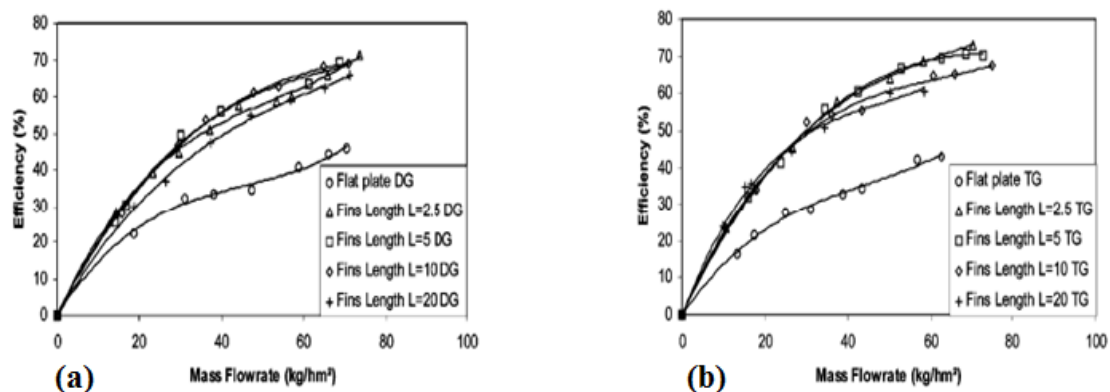 80
70
60
50
40
30
20
10
0
Efficiency (%)
0 20 40 60 80 100
Mass Flowrate (kg/hm²)
Flat plate DG
Fins Length L=2.5 DG
Fins Length L=5 DG
Fins Length L=10 DG
Fins Length L=20 DG
(a)
80
70
60
50
40
30
20
10
0
Efficiency (%)
0 20 40 60 80 100
Mass Flowrate (kg/hm²)
Flat plate TG
Fins Length L=2.5 TG
Fins Length L=5 TG
Fins Length L=10 TG
Fins Length L=20 TG
(b)